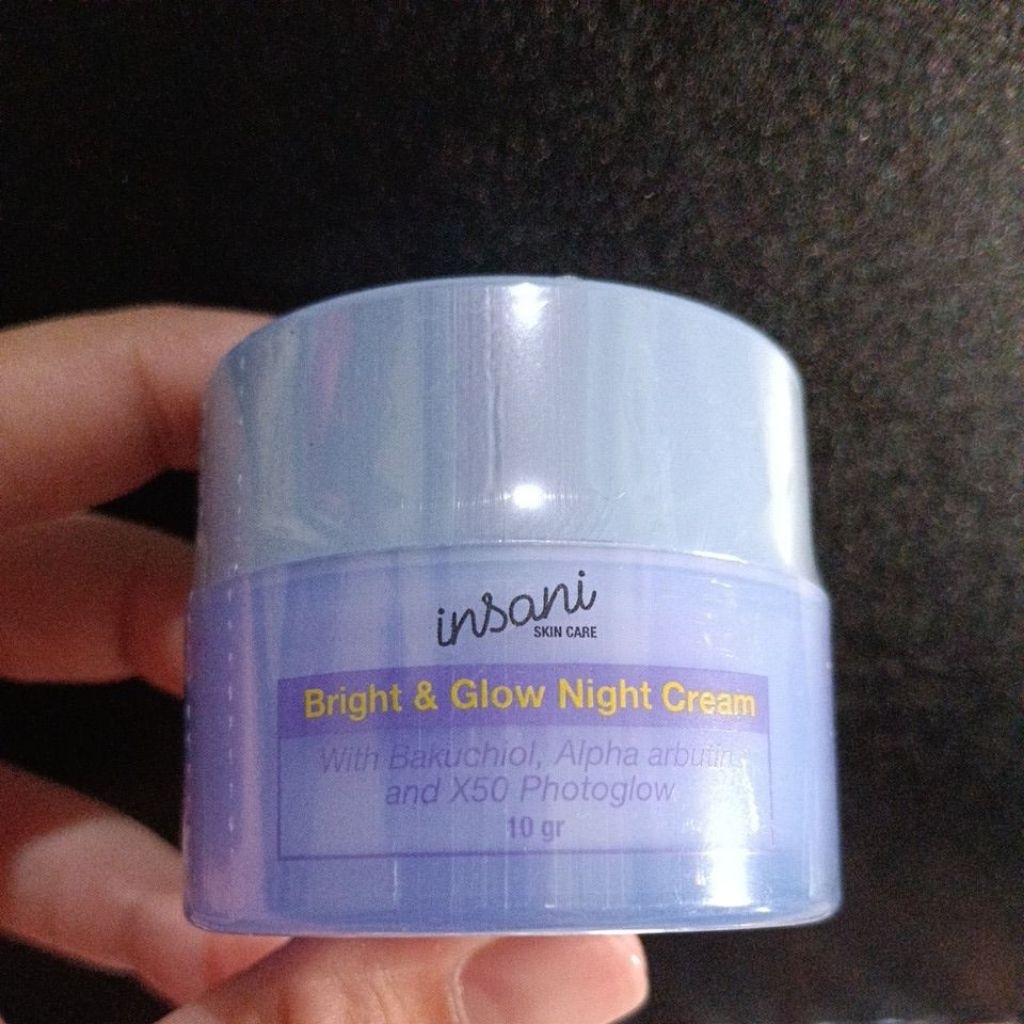 insani
SKIN CARE
Bright & Glow Night Cream
With Bakuchiol, Alpha arbutin
and X50 Photoglow
10 gr